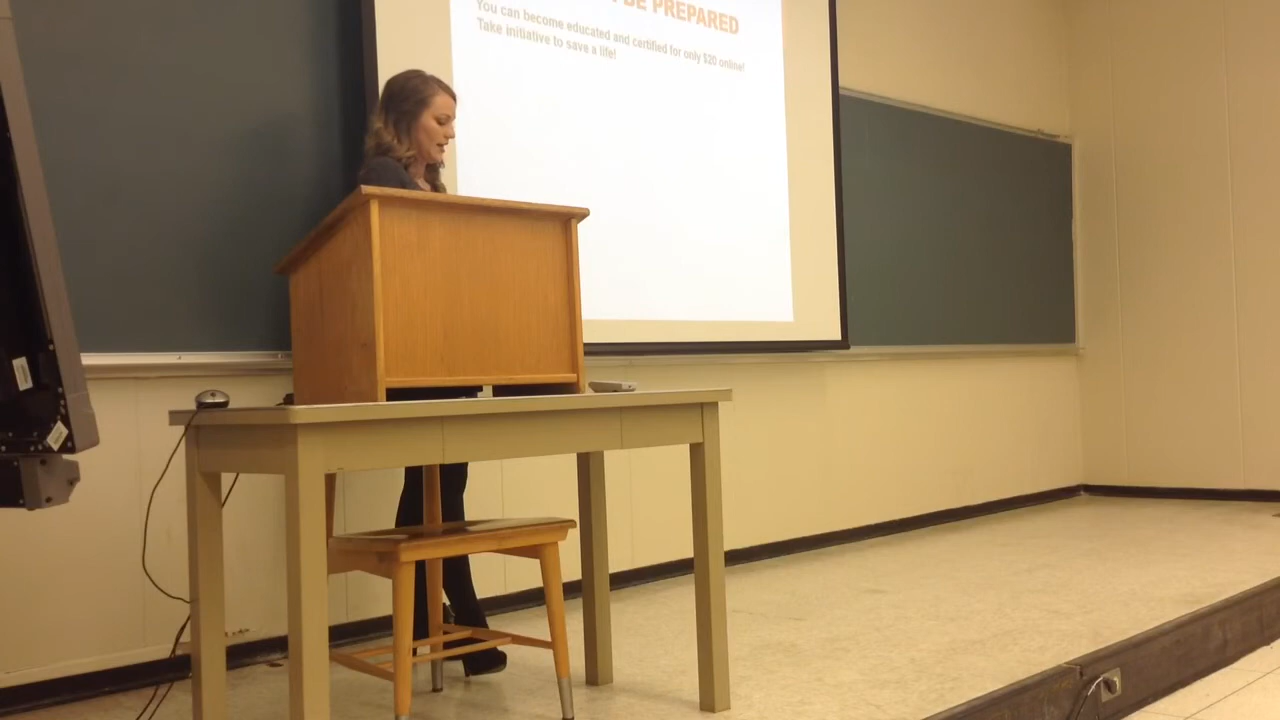 BE PREPARED
You can become educated and certified for only $20 online!
Take initiative to save a life!